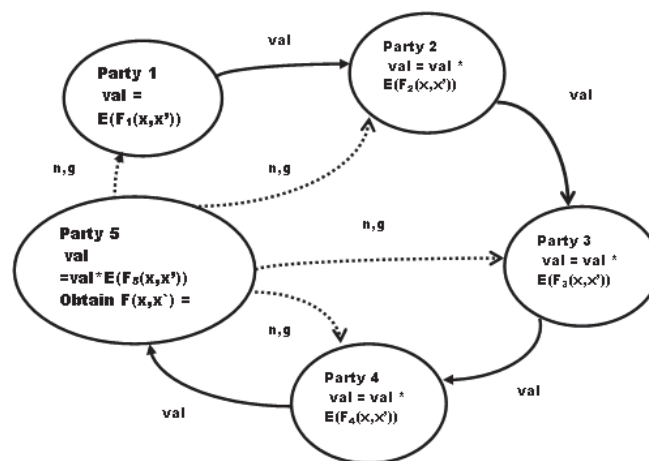 val
Party 1
val =
E(F₁(x,x'))
Party 2
val = val *
E(F₂(x,x'))
val
n,g
n,g
n,g
Party 5
val
=val*E(F₅(x,x'))
Obtain F(x,x`) =
Party 3
val = val *
E(F₃(x,x'))
n,g
Party 4
val = val *
E(F₄(x,x'))
val
val